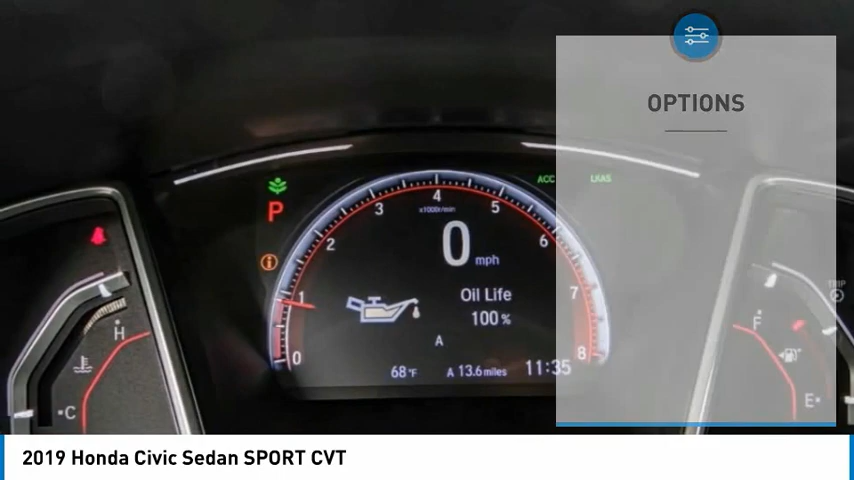 OPTIONS
ACC
LKAS
P
4
3
5
x1000r/min
2
6
0
mph
1
7
Oil Life
100 %
A
0
8
68°F
A 13.6 miles
11:35
H
C
F
E
TRIP
2019 Honda Civic Sedan SPORT CVT